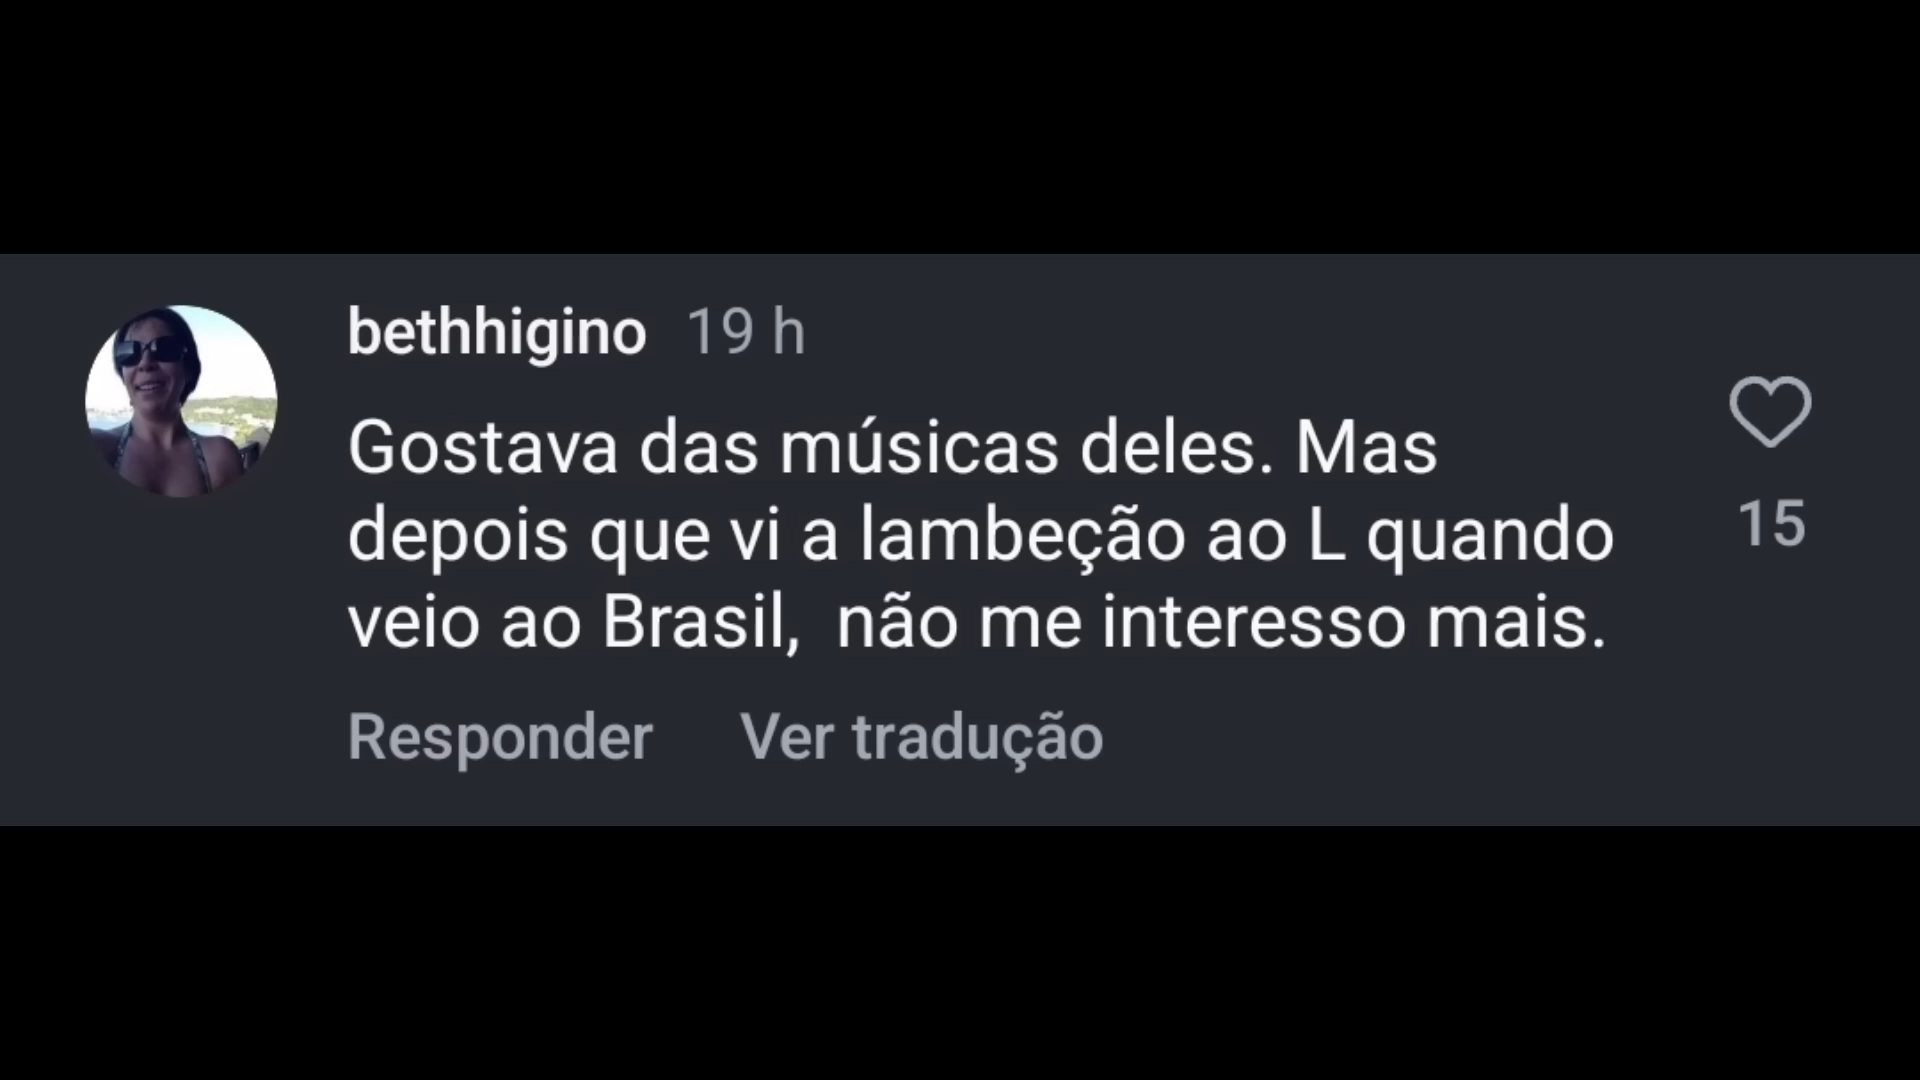 bethhigino 19 h
Gostava das músicas deles. Mas
depois que vi a lambeção ao L quando
veio ao Brasil,  não me interesso mais.
15
Responder Ver tradução